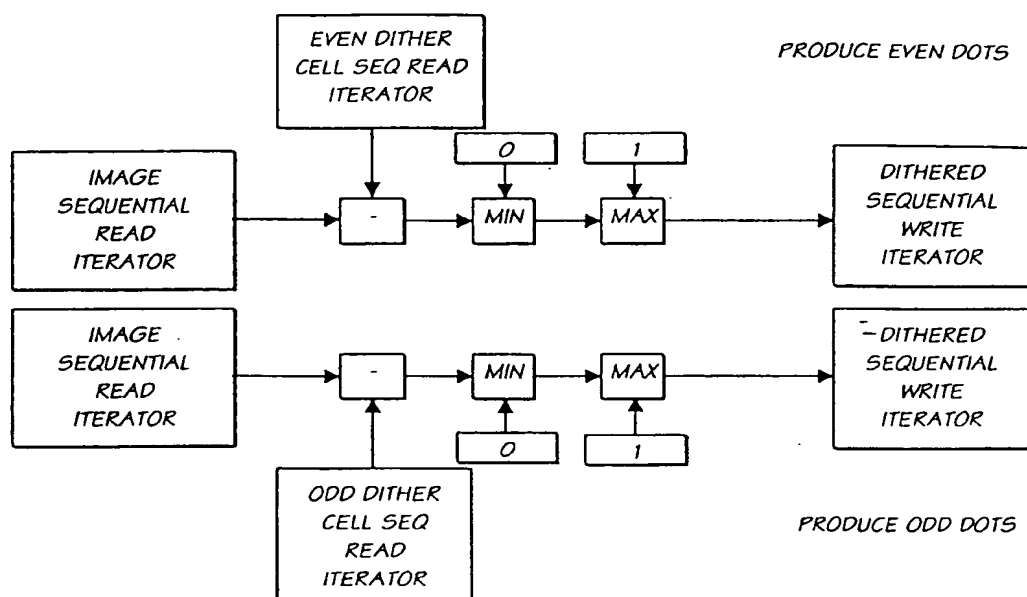 EVEN DITHER
CELL SEQ READ
ITERATOR
PRODUCE EVEN DOTS
0
1
IMAGE
SEQUENTIAL
READ
ITERATOR
-
MIN
MAX
DITHERED
SEQUENTIAL
WRITE
ITERATOR
IMAGE
SEQUENTIAL
READ
ITERATOR
-
MIN
MAX
DITHERED
SEQUENTIAL
WRITE
ITERATOR
0
1
ODD DITHER
CELL SEQ
READ
ITERATOR
PRODUCE ODD DOTS